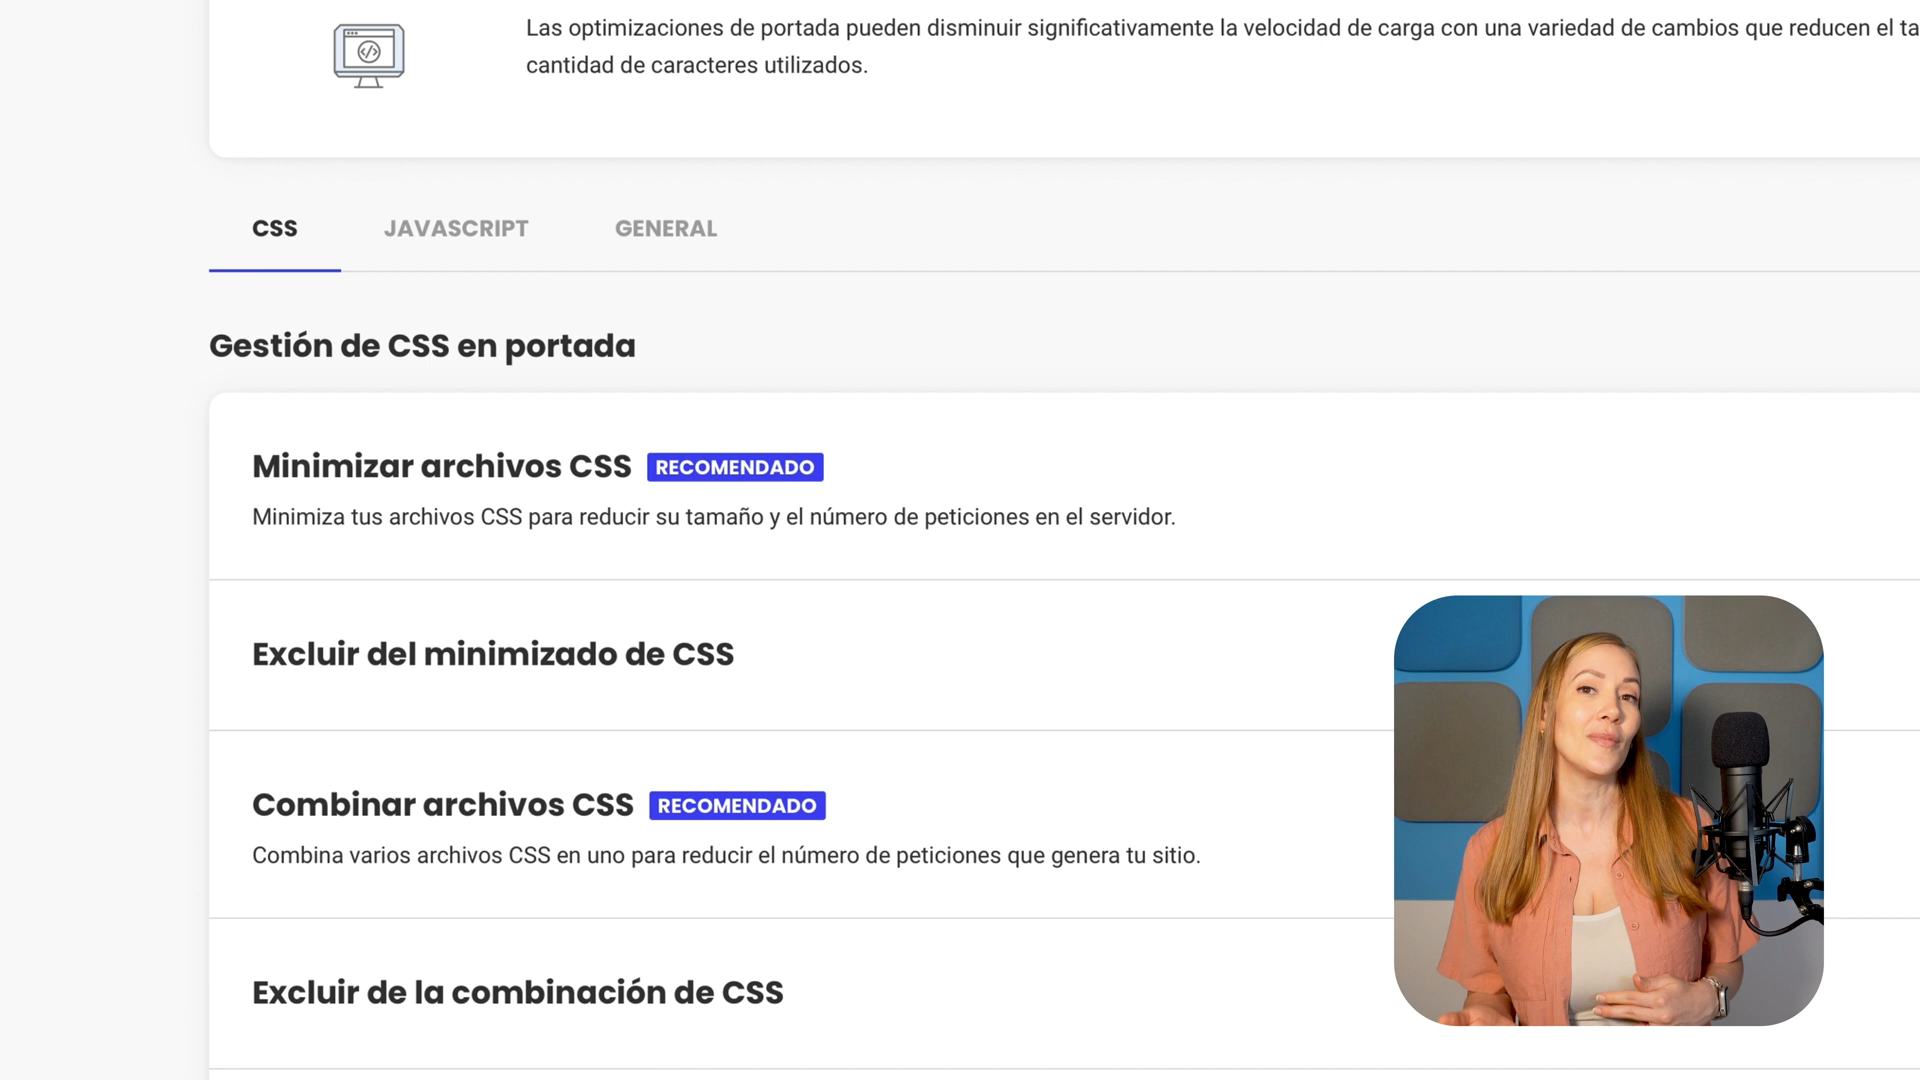 Las optimizaciones de portada pueden disminuir significativamente la velocidad de carga con una variedad de cambios que reducen el ta
cantidad de caracteres utilizados.
CSS
JAVASCRIPT
GENERAL
Gestión de CSS en portada
Minimizar archivos CSS RECOMENDADO
Minimiza tus archivos CSS para reducir su tamaño y el número de peticiones en el servidor.
Excluir del minimizado de CSS
Combinar archivos CSS RECOMENDADO
Combina varios archivos CSS en uno para reducir el número de peticiones que genera tu sitio.
Excluir de la combinación de CSS